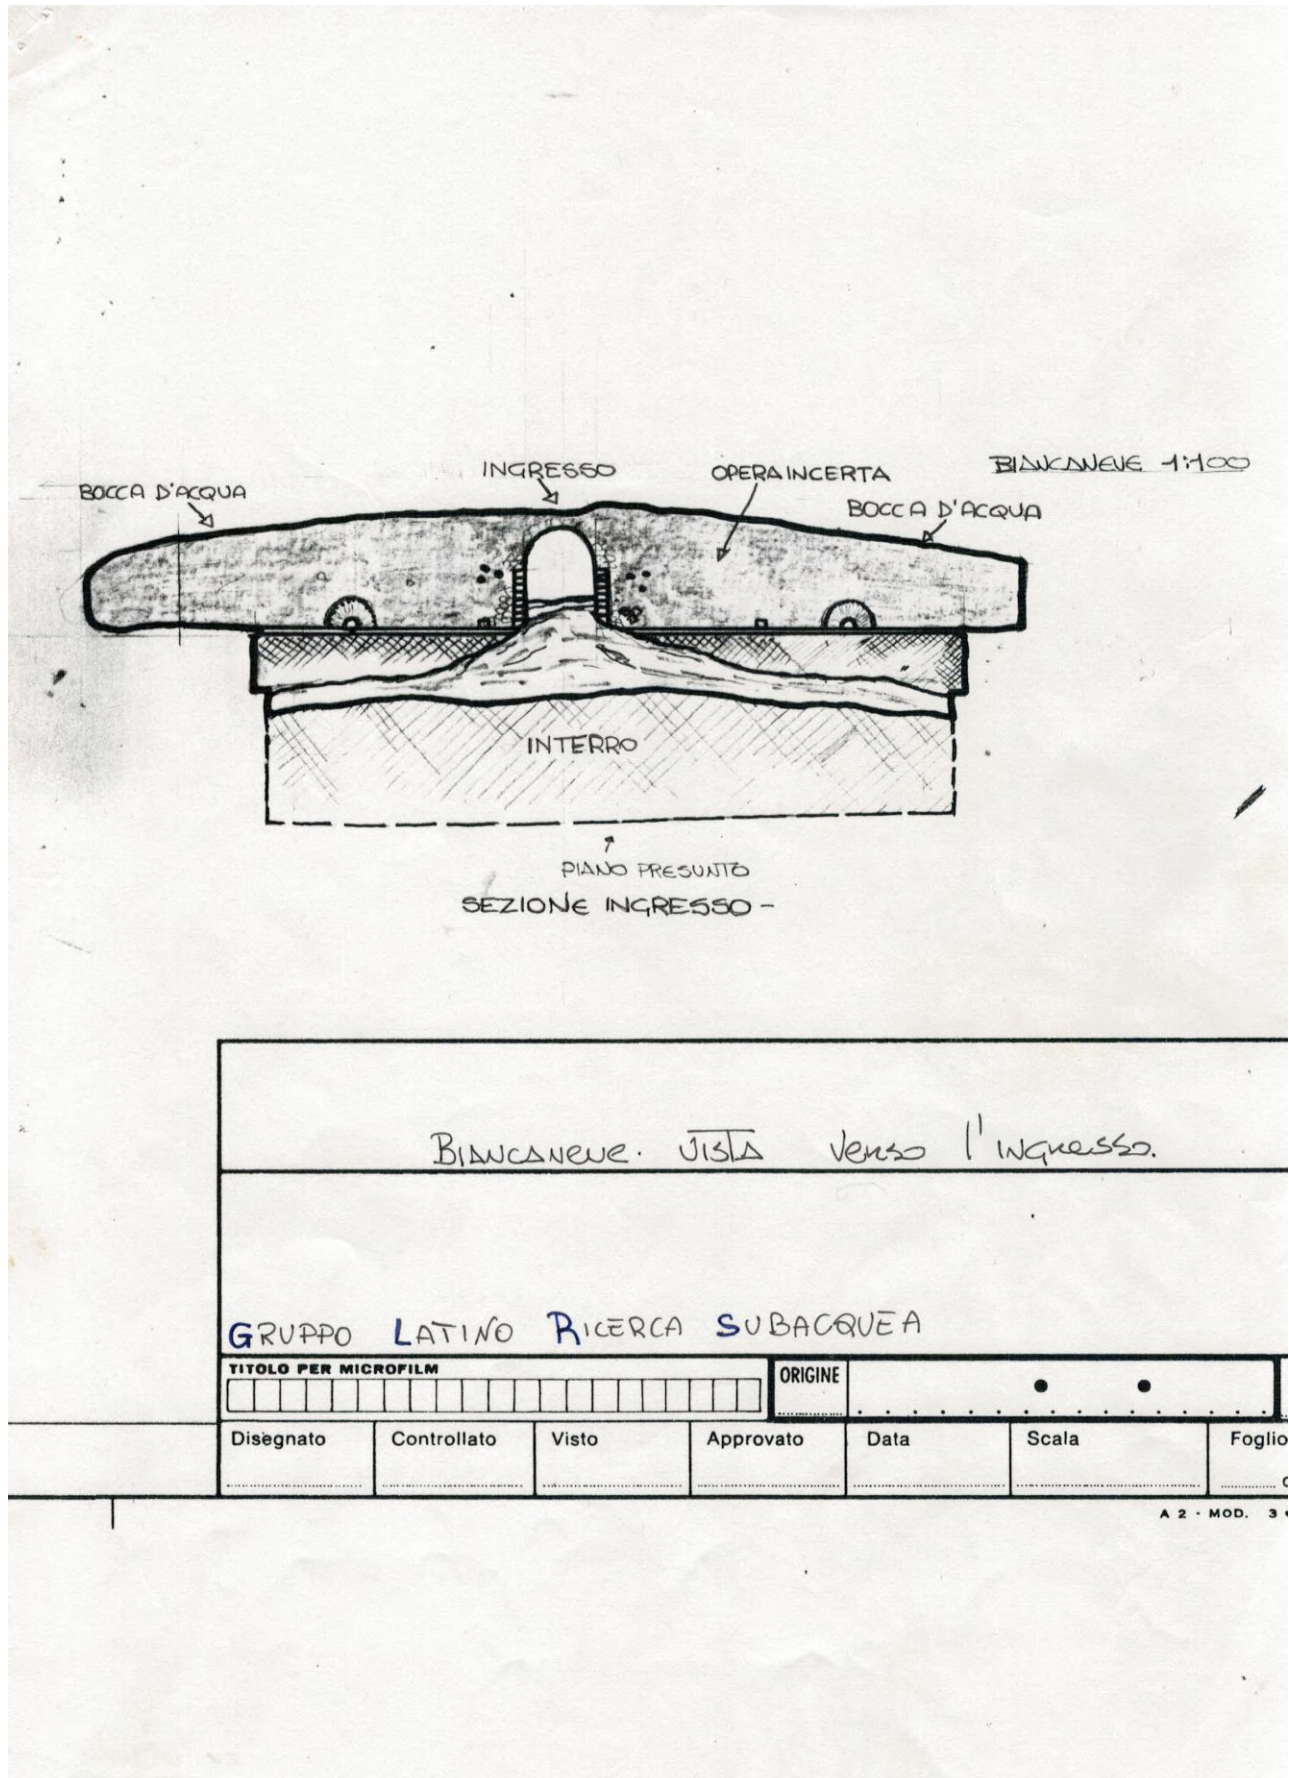 BIANCANEVE 1:100
INGRESSO
OPERA INCERTA
BOCCA D'ACQUA
BOCCA D'ACQUA
INTERRO
PIANO PRESUNTO
SEZIONE INGRESSO -
BIANCANEVE. VISTA verso l'INGRESSO.
GRUPPO LATINO RICERCA SUBACQUEA
TITOLO PER MICROFILM
ORIGINE
Disegnato Controllato Visto Approvato Data Scala Foglio
A 2 · MOD. 3